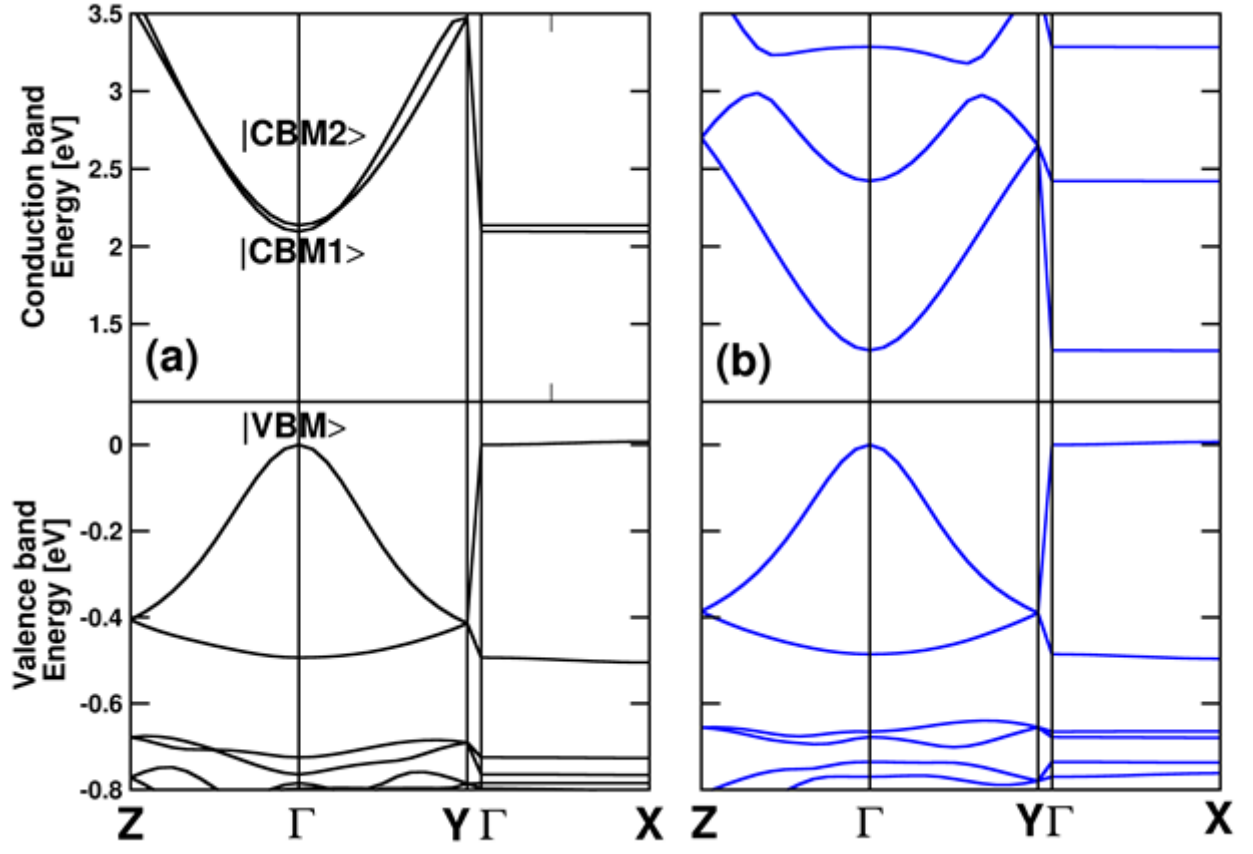 Conduction band
Energy [eV]
3.5
3
2.5
2
1.5
|CBM2>
|CBM1>
(a)
(b)
Valence band
Energy [eV]
0
-0.2
-0.4
-0.6
-0.8
|VBM>
Z Γ Y Γ X
Z Γ Y Γ X